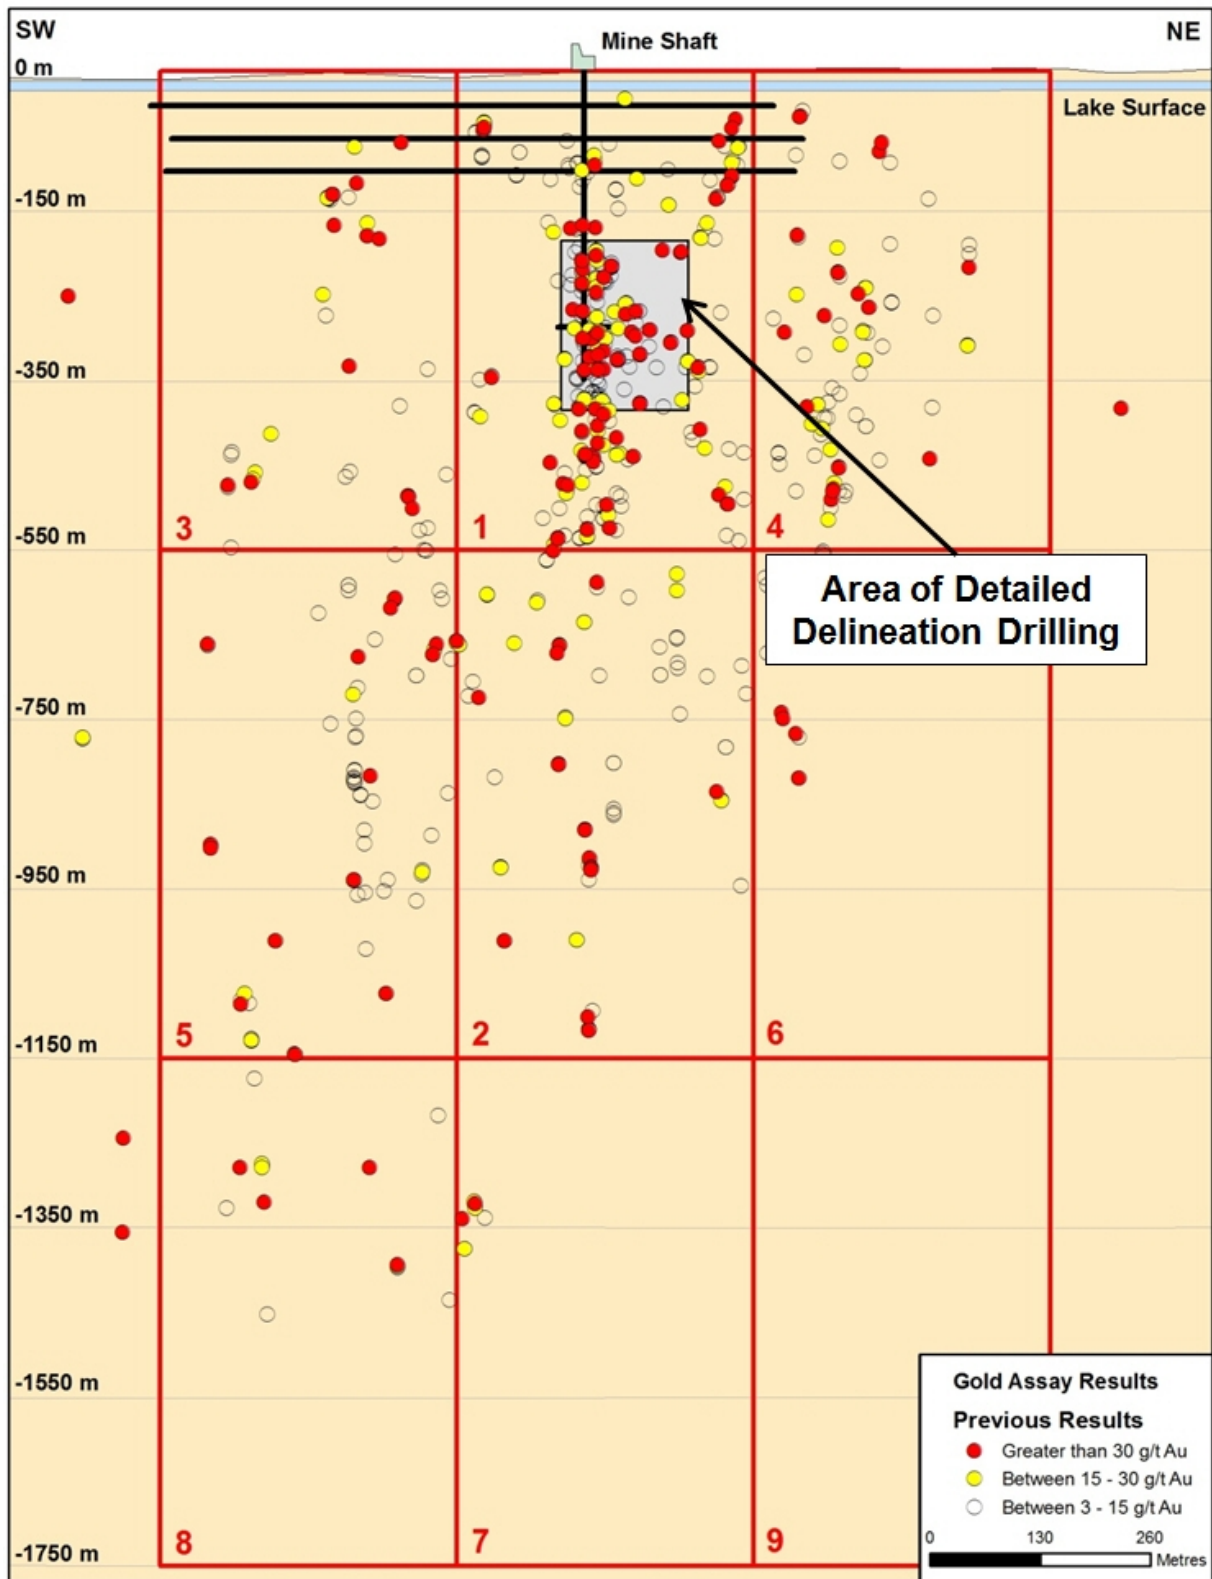 SW
Mine Shaft
NE
0 m
Lake Surface
-150 m
-350 m
-550 m
3
1
4
Area of Detailed
Delineation Drilling
-750 m
-950 m
-1150 m
5
2
6
-1350 m
-1550 m
-1750 m
8
7
9
Gold Assay Results
Previous Results
Greater than 30 g/t Au
Between 15 - 30 g/t Au
Between 3 - 15 g/t Au
0 130 260
Metres